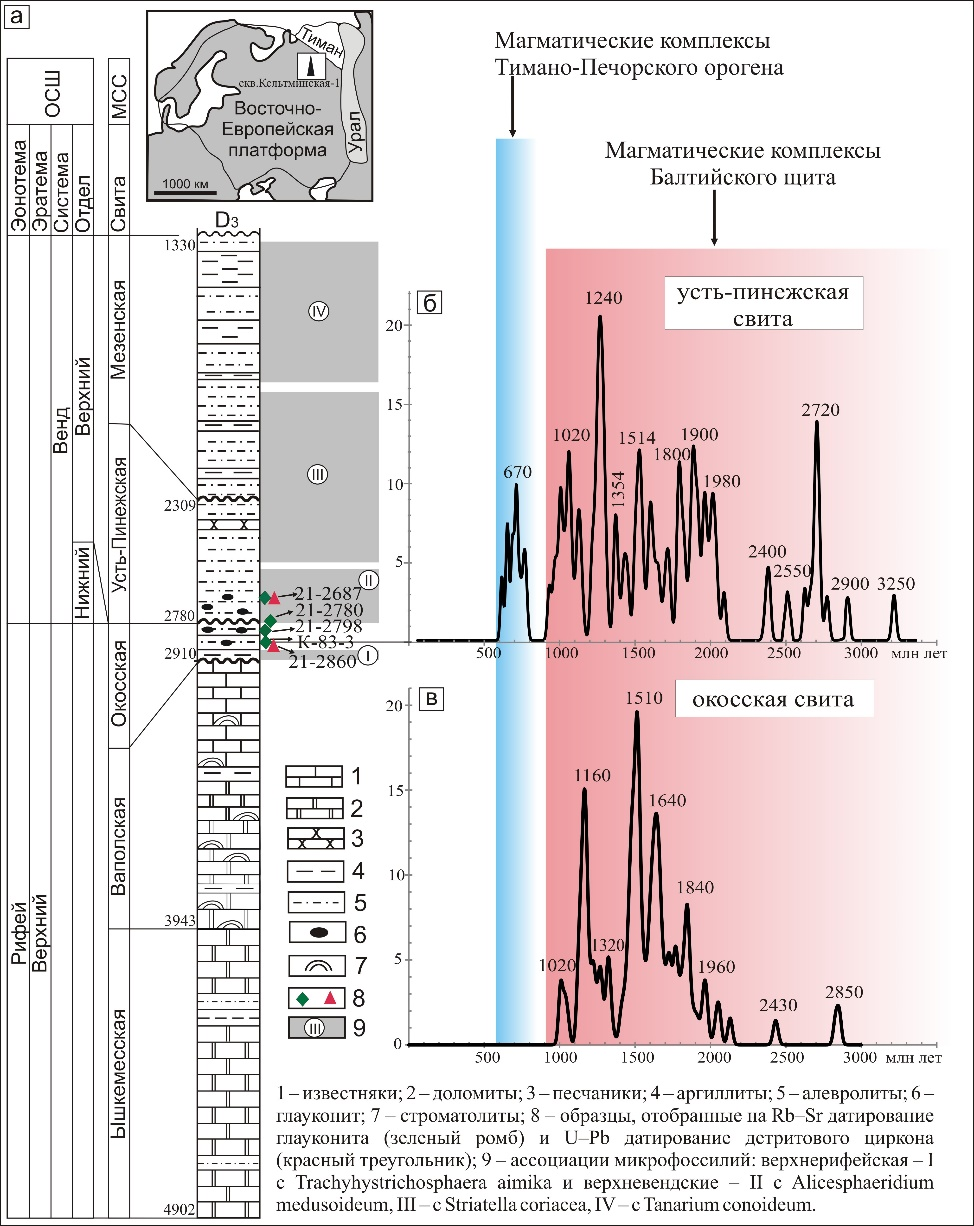 а
ОСШ
МСС
Эонотема
Эратема
Система
Отдел
Свита
Тиман
скв.Кельтминская-1
Восточно-
Европейская
платформа
Урал
1000 км
D3
1330
2309
2780
2910
3943
4902
Рифей
Верхний
Венд
Верхний
Нижний
Мезенская
Усть-Пинежская
Окосская
Ваполская
Ышкемесская
IV
III
II
I
21-2687
21-2780
21-2798
К-83-3
21-2860
1
2
3
4
5
6
7
8
III 9
Магматические комплексы
Тимано-Печорского орогена
Магматические комплексы
Балтийского щита
б
усть-пинежская
свита
20
15
10
5
670
1020
1240
1354
1514
1800
1900
1980
2400
2550
2720
2900
3250
500 1000 1500 2000 2500 3000 млн лет
в
окосская свита
20
15
10
5
0
1020
1160
1320
1510
1640
1840
1960
2430
2850
500 1000 1500 2000 2500 3000 млн лет
1 – известняки; 2 – доломиты; 3 – песчаники; 4 – аргиллиты; 5 – алевролиты; 6 –
глауконит; 7 – строматолиты; 8 – образцы, отобранные на Rb–Sr датирование
глауконита (зеленый ромб) и U–Pb датирование детритового циркона
(красный треугольник); 9 – ассоциации микрофоссилий: верхнерифейская – I
с Trachyhystrichosphaera aimika и верхневендские – II с Alicesphaeridium
medusoideum, III – с Striatella coriacea, IV – с Tanarium conoideum.